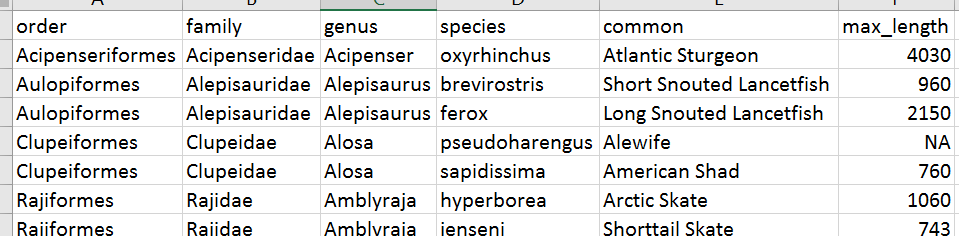 A B C D E F
order family genus species common max_length
Acipenseriformes Acipenseridae Acipenser oxyrhinchus Atlantic Sturgeon 4030
Aulopiformes Alepisauridae Alepisaurus brevirostris Short Snouted Lancetfish 960
Aulopiformes Alepisauridae Alepisaurus ferox Long Snouted Lancetfish 2150
Clupeiformes Clupeidae Alosa pseudoharengus Alewife NA
Clupeiformes Clupeidae Alosa sapidissima American Shad 760
Rajiformes Rajidae Amblyraja hyperborea Arctic Skate 1060
Rajiformes Rajidae Amblyraja jenseni Shorttail Skate 743